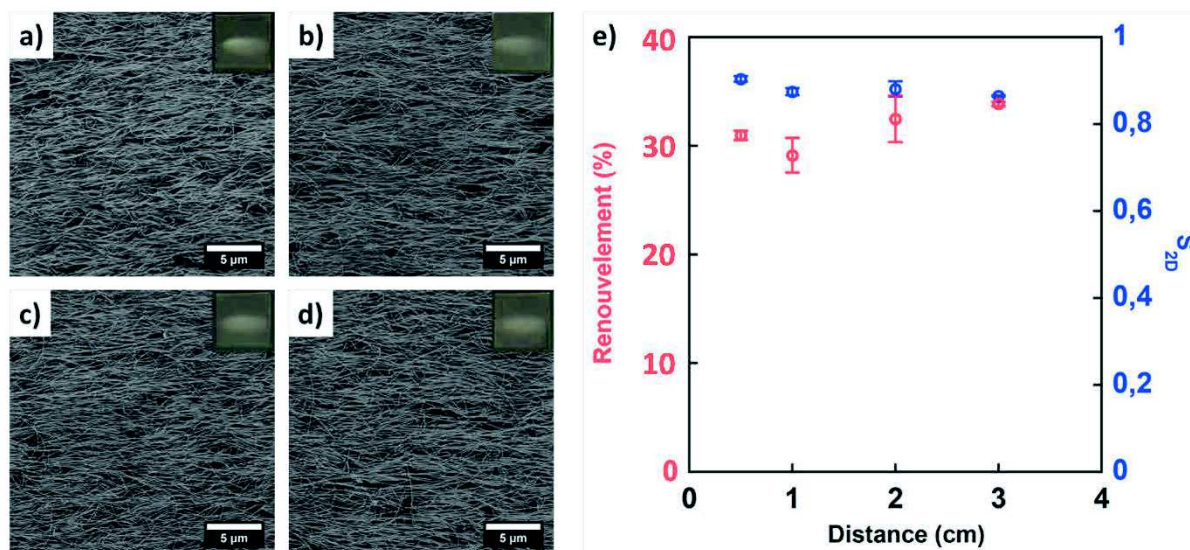 a)
5 µm
b)
5 µm
c)
5 µm
d)
5 µm
e)
Renouvelement (%)
40
30
20
10
0
0 1 2 3 4
Distance (cm)
1
0,8
0,6
0,4
0,2
0
S2D